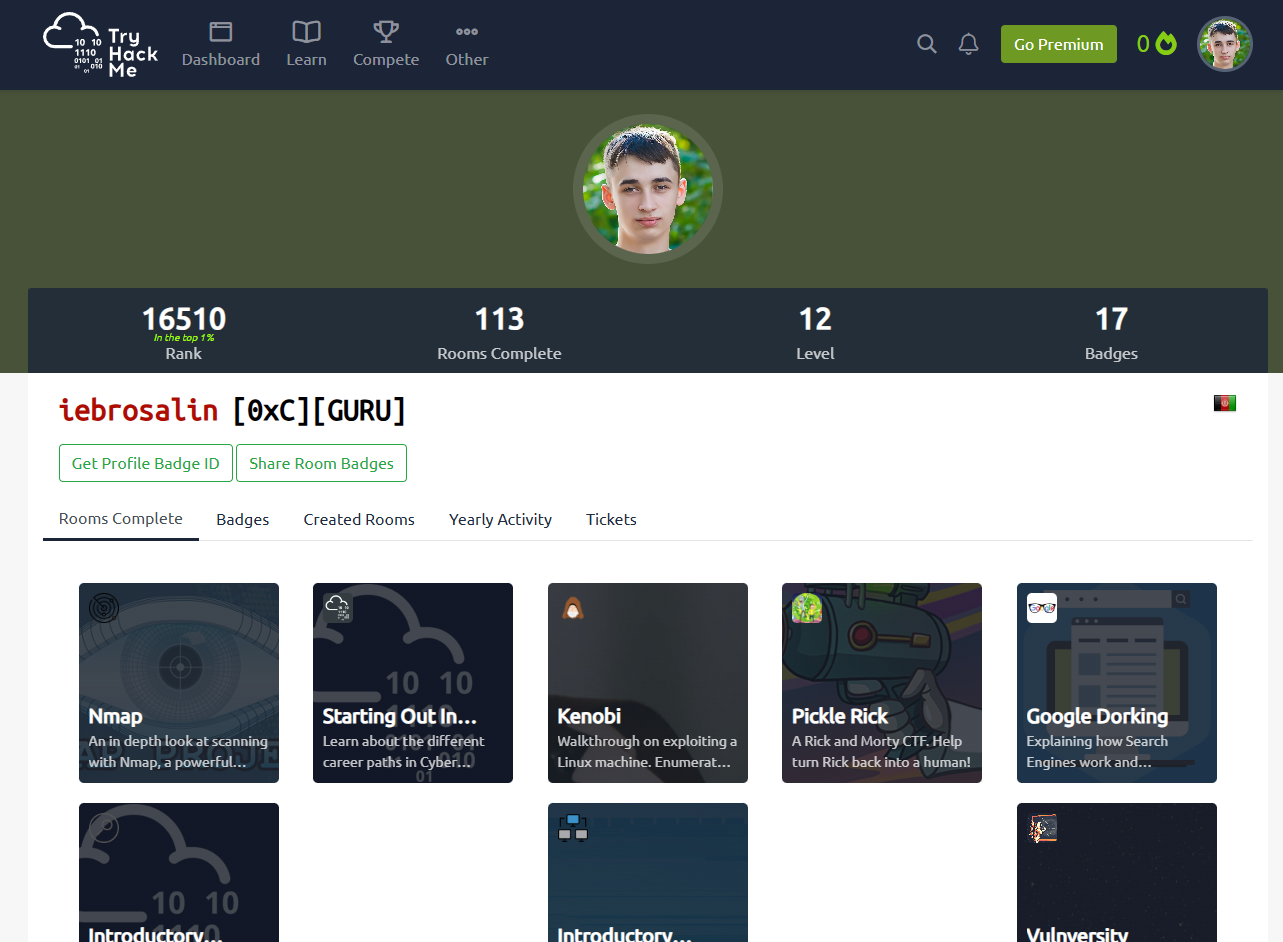 Try
Hack
Me
Dashboard
Learn
Compete
Other
Go Premium
0
16510
In the top 1%
Rank
113
Rooms Complete
12
Level
17
Badges
iebrosalin [0xC][GURU]
Get Profile Badge ID
Share Room Badges
Rooms Complete
Badges
Created Rooms
Yearly Activity
Tickets
Nmap
An in depth look at scanning
with Nmap, a powerful...
Starting Out In...
Learn about the different
career paths in Cyber...
Kenobi
Walkthrough on exploiting a
Linux machine. Enumerat...
Pickle Rick
A Rick and Morty CTF. Help
turn Rick back into a human!
Google Dorking
Explaining how Search
Engines work and...
Introductory...
Introductory...
Vulnversity